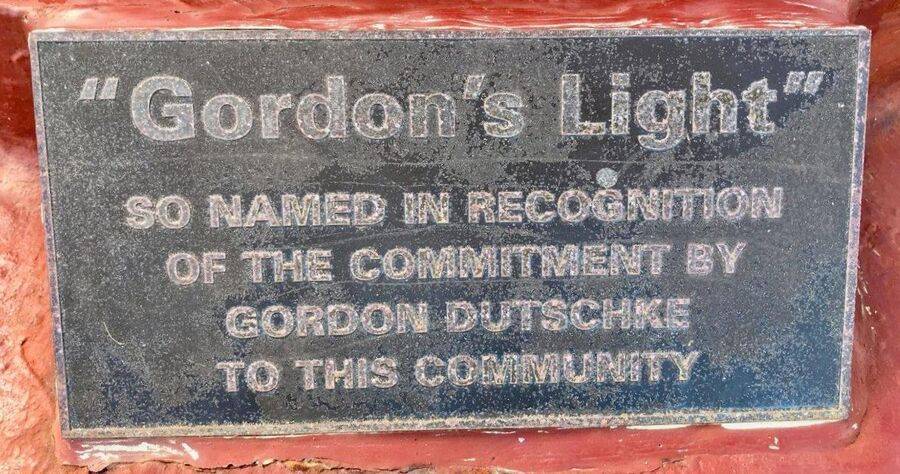 “Gordon’s Light”
SO NAMED IN RECOGNITION
OF THE COMMITMENT BY
GORDON DUTSCHKE
TO THIS COMMUNITY